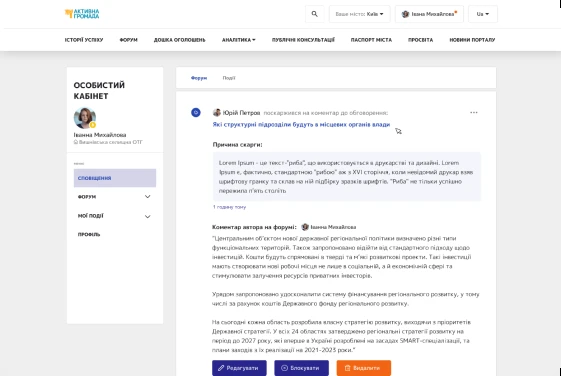 АКТИВНА
ГРОМАДА
Ваше місто: Київ
Іванна Михайлова
Ua
ІСТОРІЇ УСПІХУ
ФОРУМ
ДОШКА ОГОЛОШЕНЬ
АНАЛІТИКА
ПУБЛІЧНІ КОНСУЛЬТАЦІЇ
ПАСПОРТ МІСТА
ПРОСВІТА
НОВИНИ ПОРТАЛУ
ОСОБИСТИЙ
КАБІНЕТ
Іванна Михайлова
селищна ОТГ
СПОВІЩЕННЯ
ФОРУМ
МОЇ ПОДІЇ
ПРОФІЛЬ
Форум
Події
Юрій Петров поскаржився на коментар до обговорення:
Які структурні підрозділи будуть в місцевих органів влади
Причина скарги:
Lorem Ipsum - це текст-"риба", що використовується в друкарстві та дизайні. Lorem
Ipsum є, фактично, стандартною "рибою" аж з XVI сторіччя, коли невідомий друкар взяв
шрифтову гранку та склав на ній підбірку зразків шрифтів. "Риба" не тільки успішно
пережила п'ять століть
1 годину тому
Коментар автора на форумі: Іванна Михайлова
"Центральним об'єктом нової державної регіональної політики визначено різні типи
функціональних територій. Також запропоновано відійти від стандартного підходу щодо
інвестицій. Кошти будуть спрямовані в тверді та м'які розвиткові проекти. Такі інвестиції
мають створювати нові робочі місця не лише в соціальній, а й економічній сфері та
стимулювати залучення ресурсів приватних інвесторів.
Урядом запропоновано удосконалити систему фінансування регіонального розвитку, у тому
числі за рахунок коштів Державного фонду регіонального розвитку.
На сьогодні кожна область розробила власну стратегію розвитку, виходячи з пріоритетів
Державної стратегії. У всіх 24 областях затверджено регіональні стратегії розвитку на
період до 2027 року, які вперше в Україні розроблені на засадах SMART-спеціалізації, та
плани заходів з їх реалізації на 2021-2023 роки."
Редагувати
Блокувати
Видалити